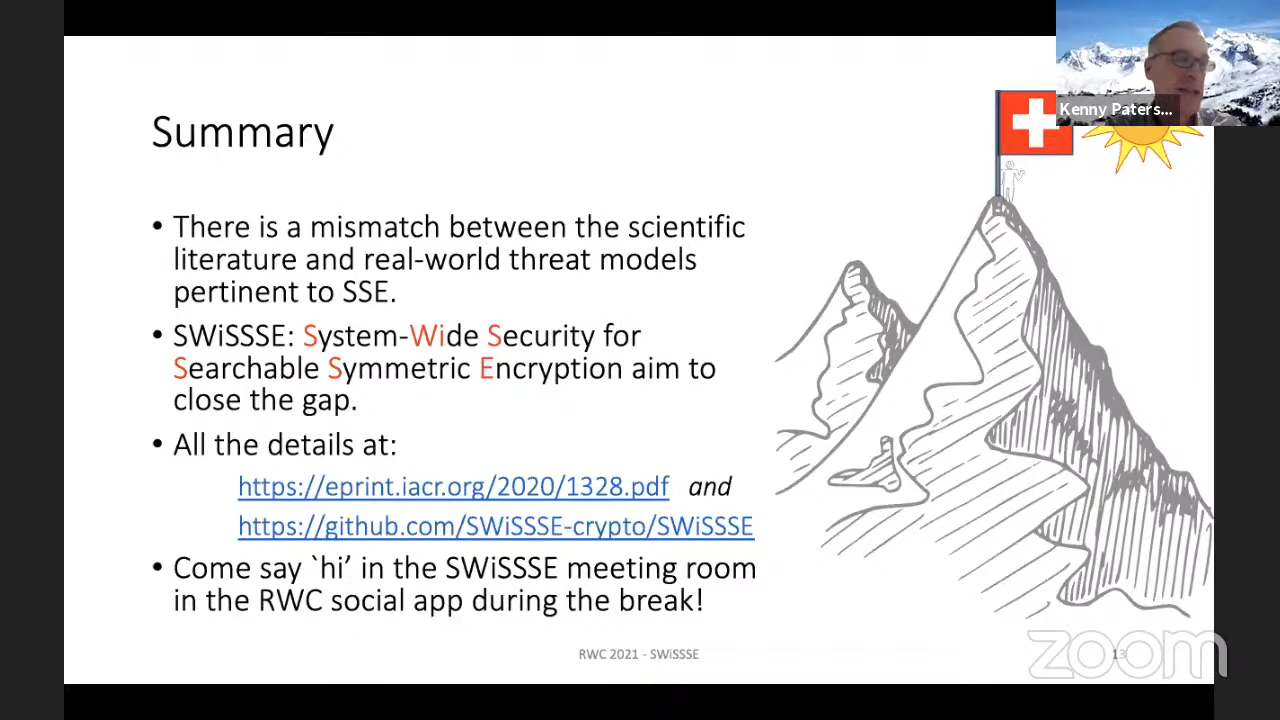 Kenny Paters...
Summary
• There is a mismatch between the scientific
literature and real-world threat models
pertinent to SSE.
• SWiSSSE: System-Wide Security for
Searchable Symmetric Encryption aim to
close the gap.
• All the details at:
https://eprint.iacr.org/2020/1328.pdf and
https://github.com/SWiSSSE-crypto/SWiSSSE
• Come say `hi’ in the SWiSSSE meeting room
in the RWC social app during the break!
RWC 2021 - SWiSSSE
13
zoom